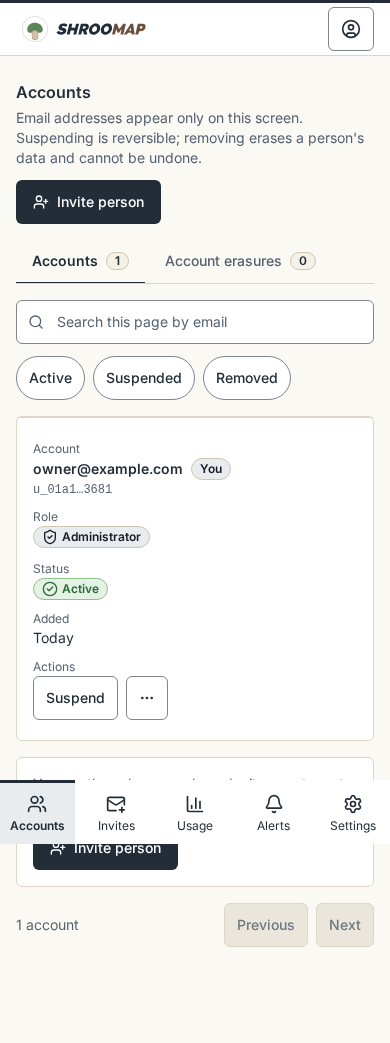 SHROOMAP
Accounts
Email addresses appear only on this screen.
Suspending is reversible; removing erases a person's
data and cannot be undone.
Invite person
Accounts 1 Account erasures 0
Search this page by email
Active Suspended Removed
Account
owner@example.com You
u_01a1…3681
Role
Administrator
Status
Active
Added
Today
Actions
Suspend ...
Accounts Invites Usage Alerts Settings
Invite person
1 account Previous Next